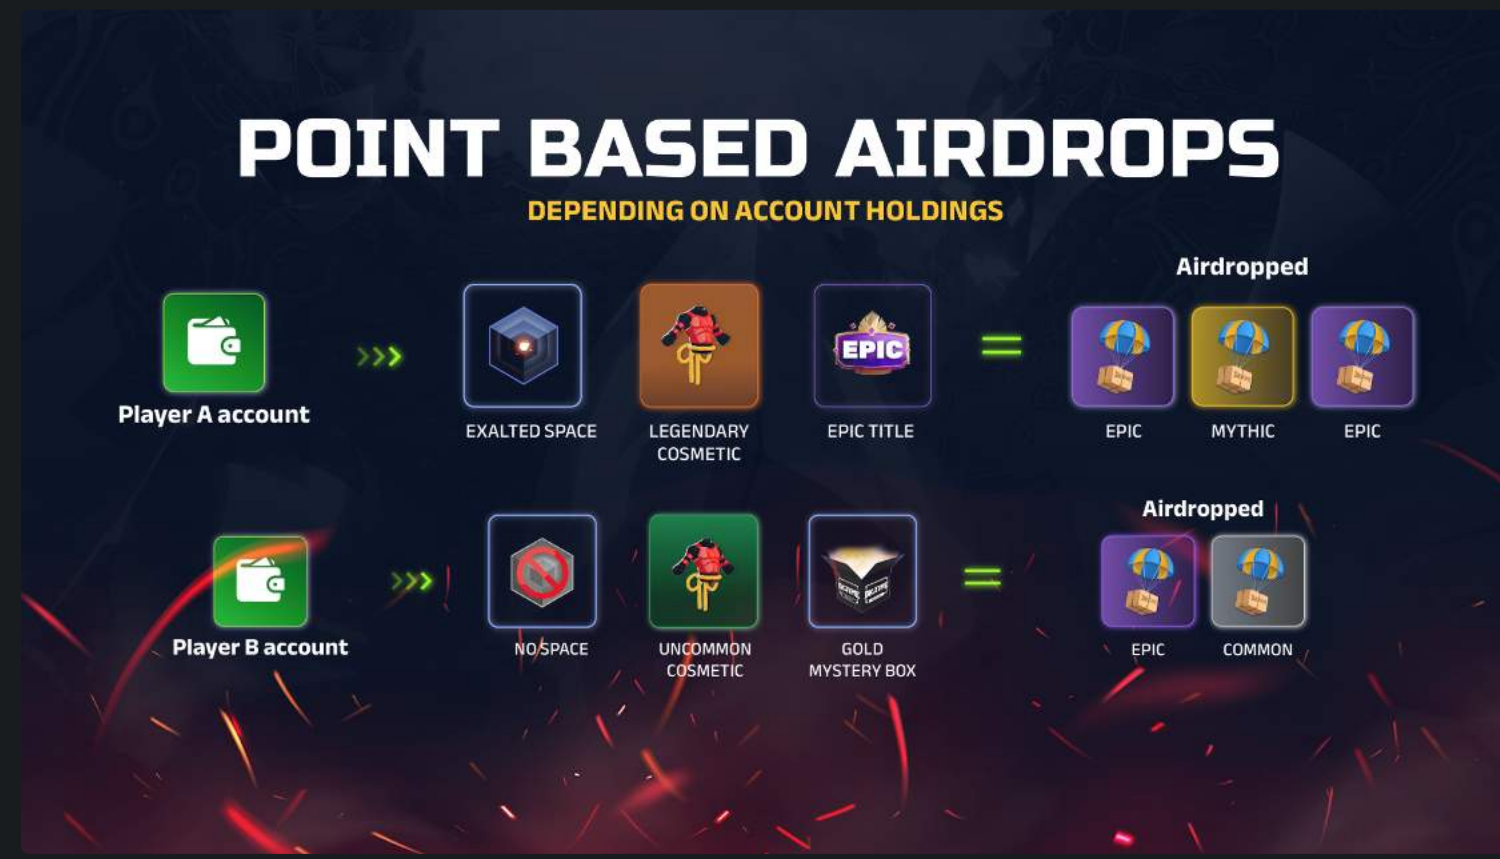 POINT BASED AIRDROPS
DEPENDING ON ACCOUNT HOLDINGS
Airdropped
EPIC
Player A account
EXALTED SPACE
LEGENDARY
COSMETIC
EPIC TITLE
EPIC
MYTHIC
EPIC
Airdropped
Player B account
NO SPACE
UNCOMMON
COSMETIC
GOLD
MYSTERY BOX
EPIC
COMMON